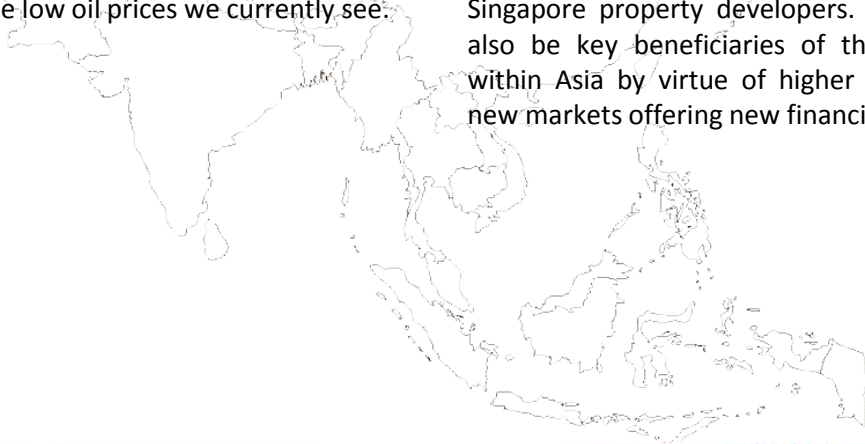 e low oil prices we currently see.
Singapore property developers.
also be key beneficiaries of th
within Asia by virtue of higher
new markets offering new financi